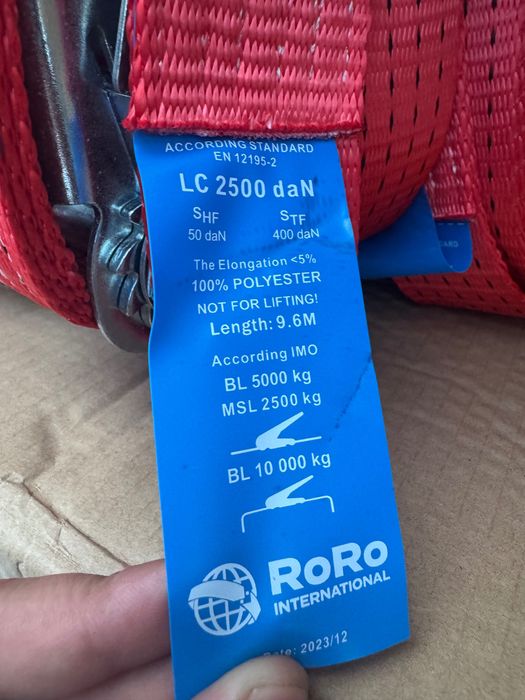 ACCORDING STANDARD
EN 12195-2
LC 2500 daN
SHF STF
50 daN 400 daN
The Elongation <5%
100% POLYESTER
NOT FOR LIFTING!
Length: 9.6M
According IMO
BL 5000 kg
MSL 2500 kg
BL 10 000 kg
RoRo
INTERNATIONAL
Date: 2023/12